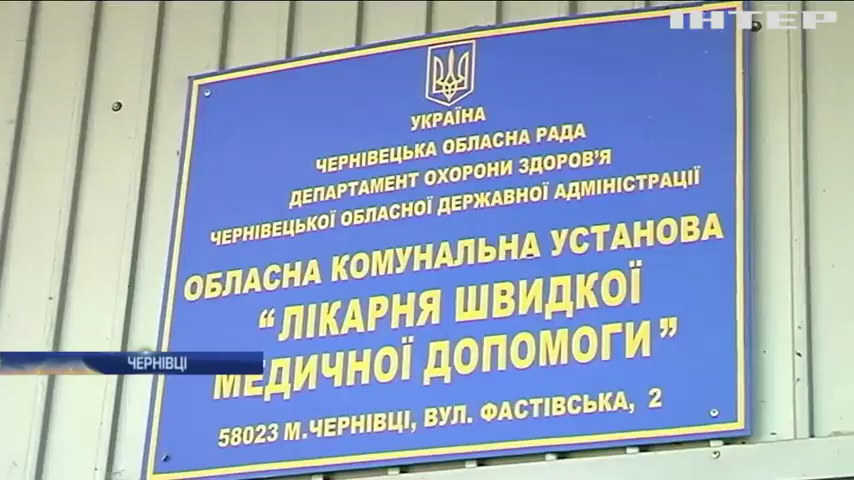 ІНТЕР
УКРАЇНА
ЧЕРНІВЕЦЬКА ОБЛАСНА РАДА
ДЕПАРТАМЕНТ ОХОРОНИ ЗДОРОВ'Я
ЧЕРНІВЕЦЬКОЇ ОБЛАСНОЇ ДЕРЖАВНОЇ АДМІНІСТРАЦІЇ
ОБЛАСНА КОМУНАЛЬНА УСТАНОВА
“ЛІКАРНЯ ШВИДКОЇ
МЕДИЧНОЇ ДОПОМОГИ”
ЧЕРНІВЦІ
58023 М.ЧЕРНІВЦІ, ВУЛ. ФАСТІВСЬКА, 2